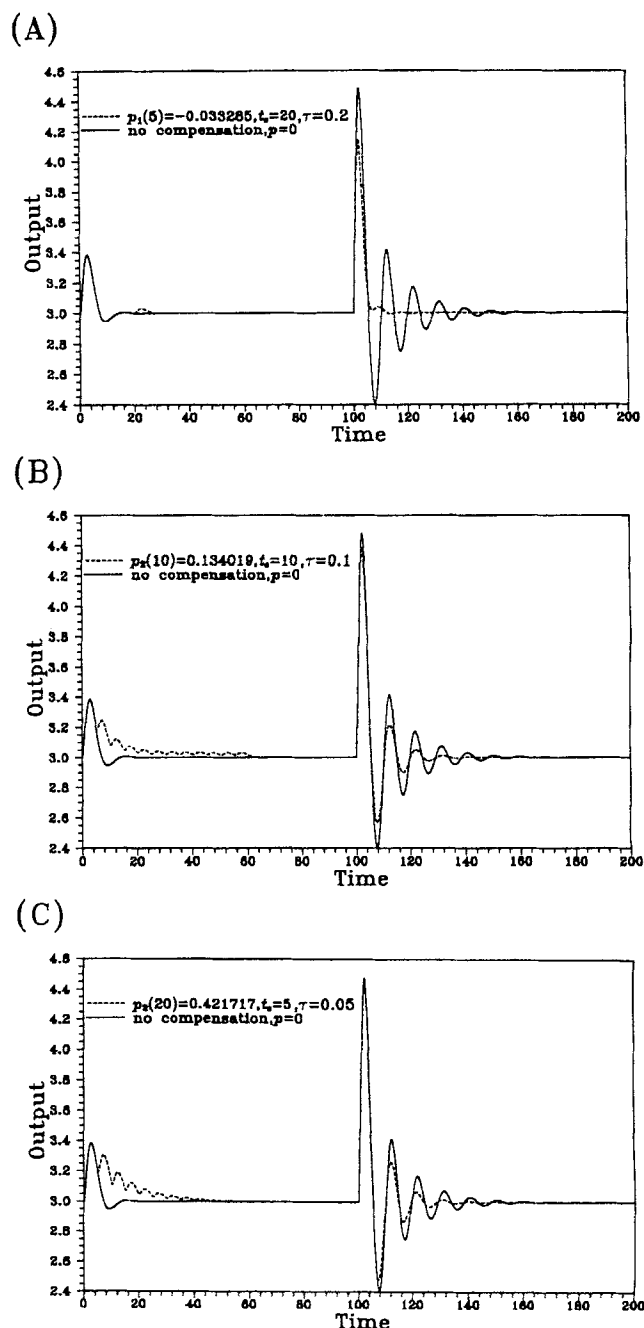 (A)
4.6
4.4
4.2
4.0
3.8
3.6
3.4
3.2
3.0
2.8
2.6
2.4
Output
p₁(5)=−0.033285,tₛ=20,τ=0.2
no compensation,p=0
0 20 40 60 80 100 120 140 160 180 200
Time
(B)
4.6
4.4
4.2
4.0
3.8
3.6
3.4
3.2
3.0
2.8
2.6
2.4
Output
p₂(10)=0.134019,tₛ=10,τ=0.1
no compensation,p=0
0 20 40 60 80 100 120 140 160 180 200
Time
(C)
4.6
4.4
4.2
4.0
3.8
3.6
3.4
3.2
3.0
2.8
2.6
2.4
Output
p₂(20)=0.421717,tₛ=5,τ=0.05
no compensation,p=0
0 20 40 60 80 100 120 140 160 180 200
Time